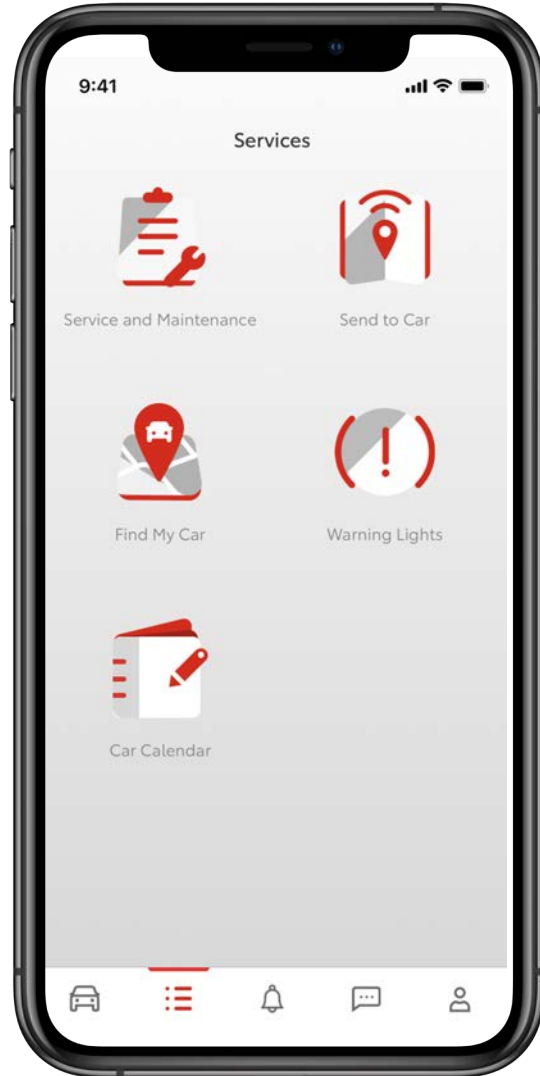 9:41
Services
Service and Maintenance
Send to Car
Find My Car
Warning Lights
Car Calendar